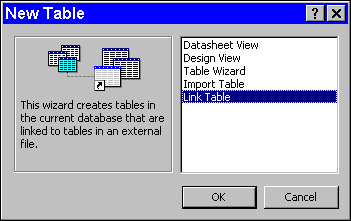 New Table
Datasheet View
Design View
Table Wizard
Import Table
Link Table
This wizard creates tables in
the current database that are
linked to tables in an external
file.
OK
Cancel